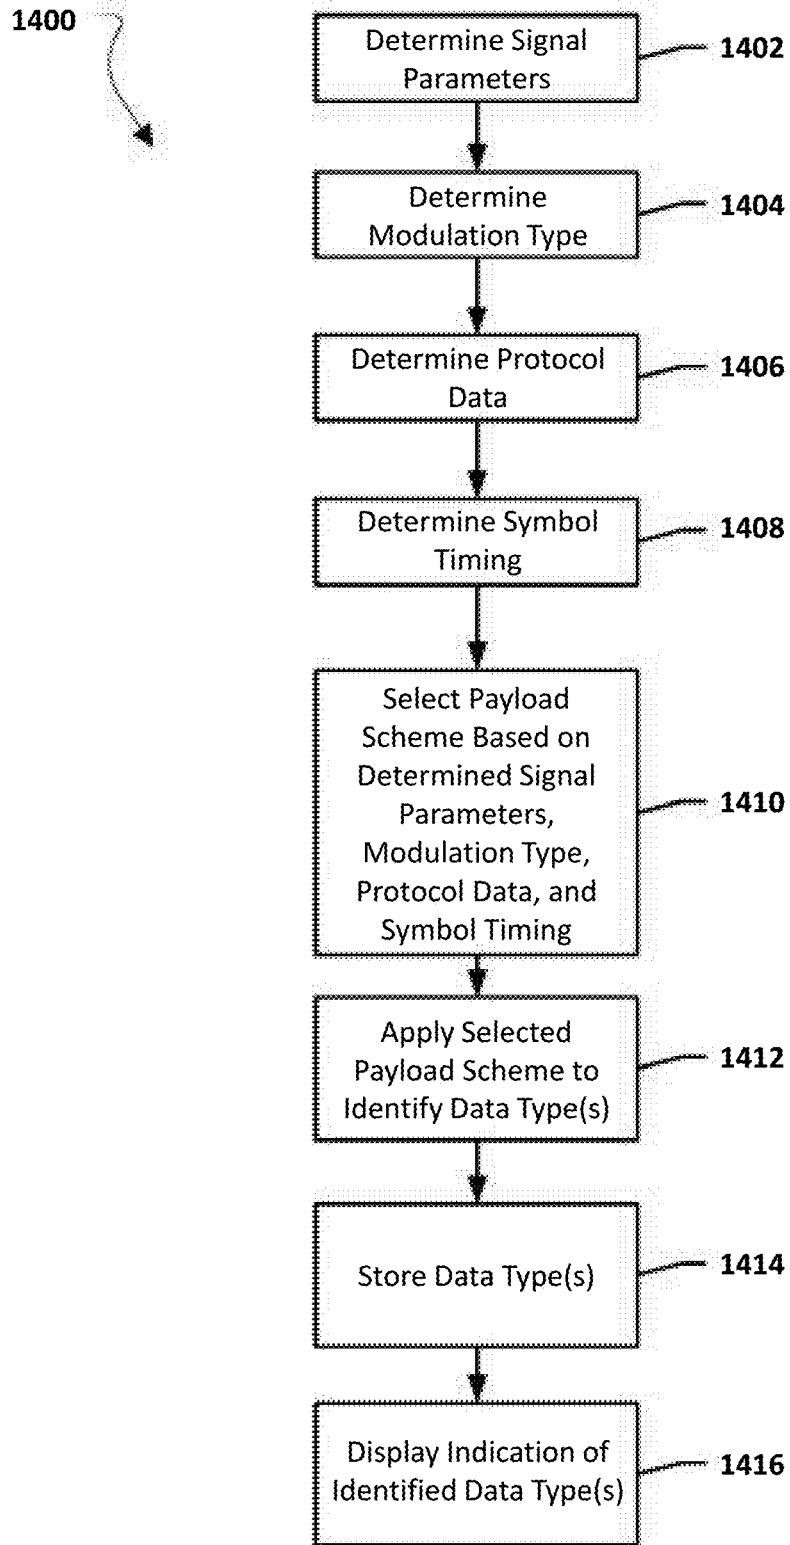 1400
Determine Signal
Parameters
1402
Determine
Modulation Type
1404
Determine Protocol
Data
1406
Determine Symbol
Timing
1408
Select Payload
Scheme Based on
Determined Signal
Parameters,
Modulation Type,
Protocol Data, and
Symbol Timing
1410
Apply Selected
Payload Scheme to
Identify Data Type(s)
1412
Store Data Type(s)
1414
Display Indication of
Identified Data Type(s)
1416